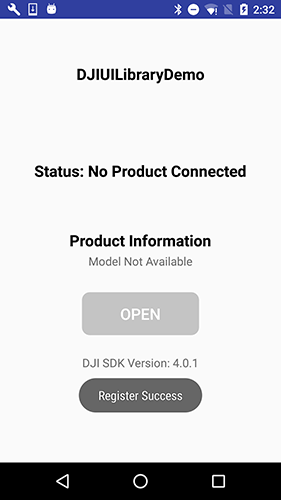 2:32
DJIUILibraryDemo
Status: No Product Connected
Product Information
Model Not Available
OPEN
DJI SDK Version: 4.0.1
Register Success